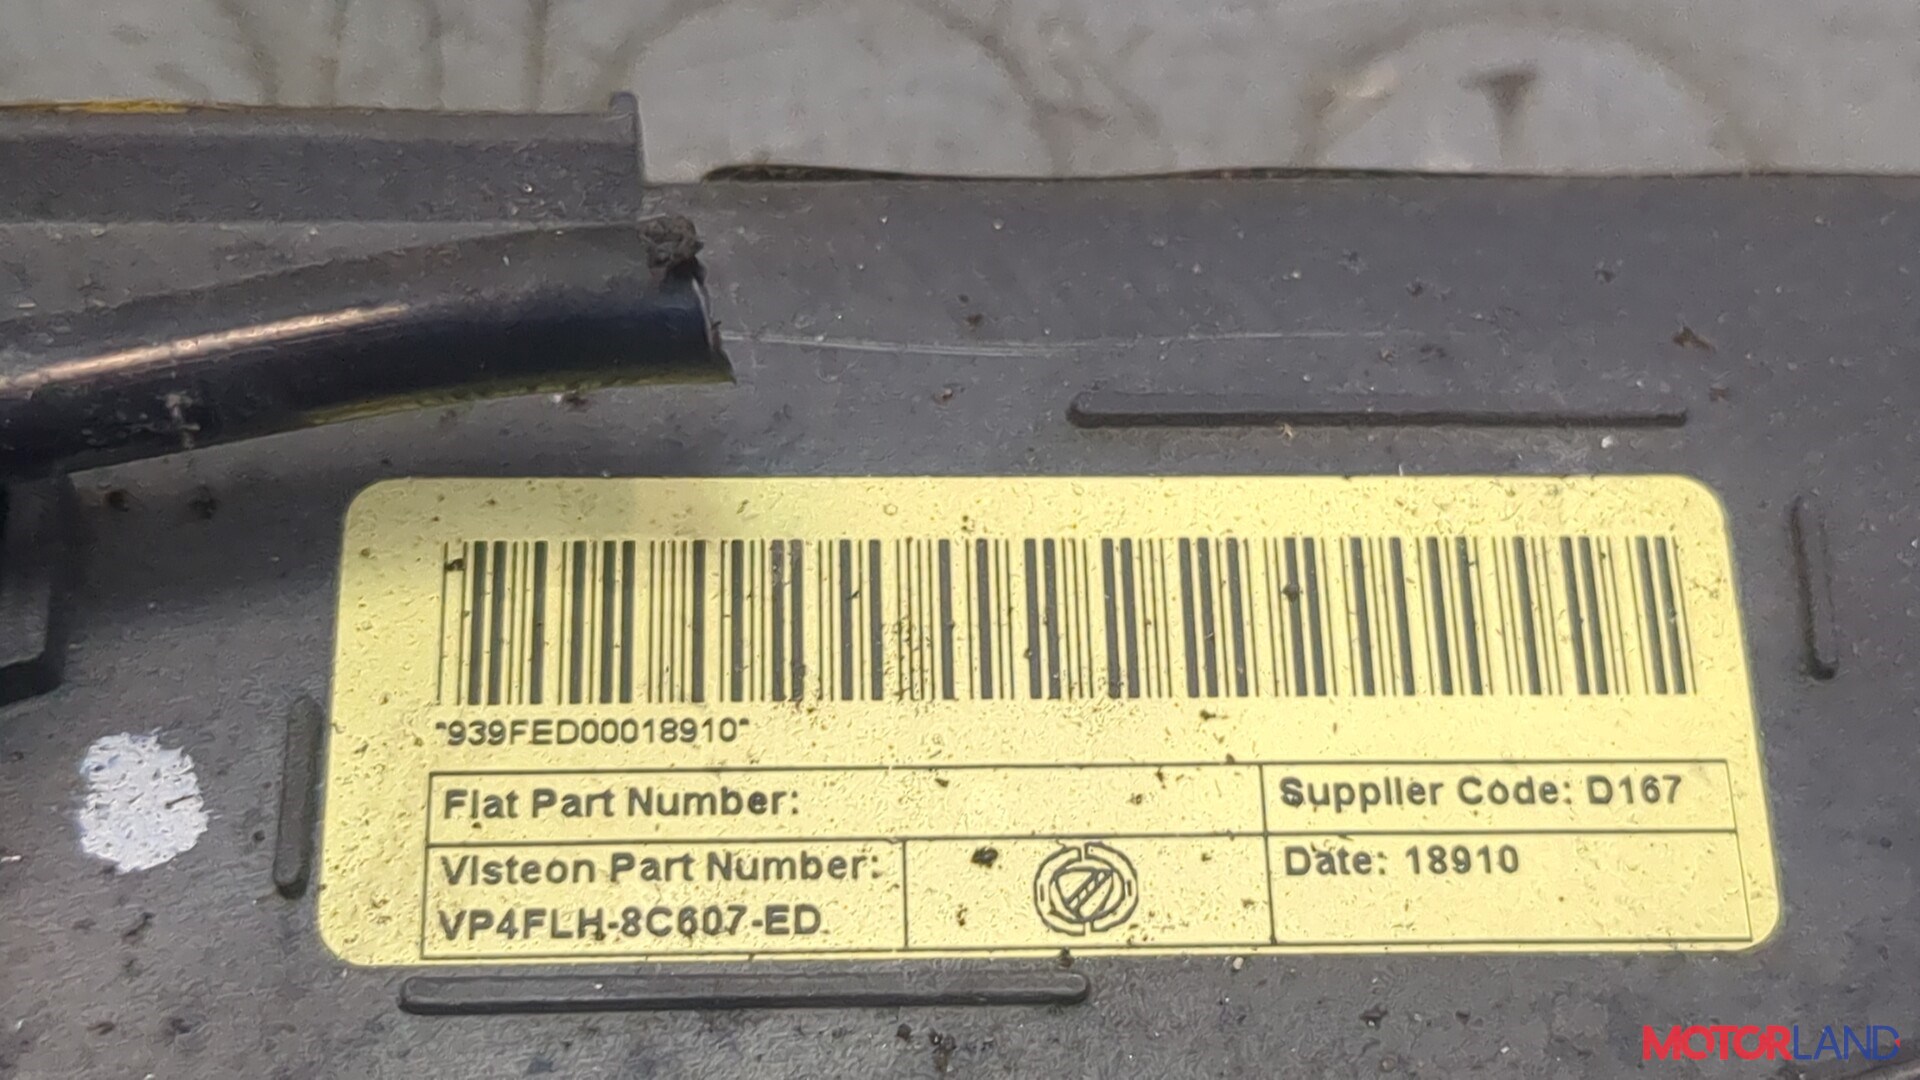 *939FED00018910*
Fiat Part Number:
Supplier Code: D167
Visteon Part Number:
VP4FLH-8C607-ED
Date: 18910
MOTORLAND